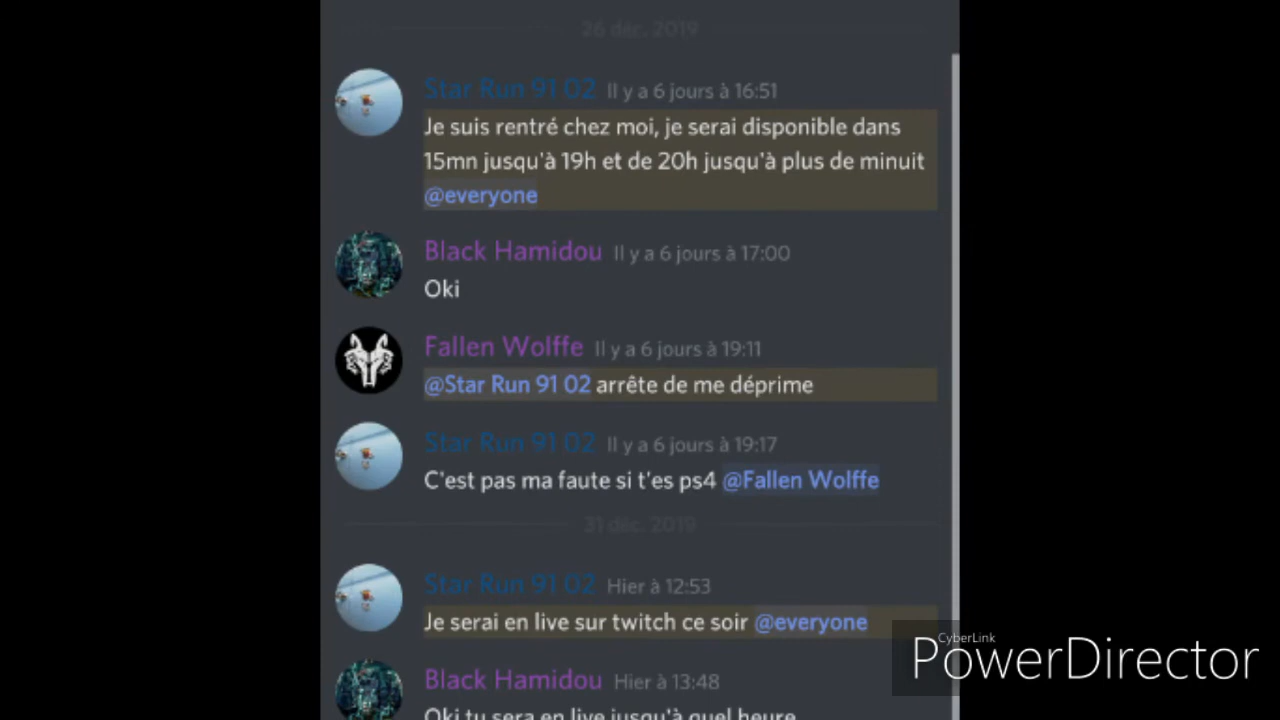 26 déc. 2019
Star Run 91 02 Il y a 6 jours à 16:51
Je suis rentré chez moi, je serai disponible dans
15mn jusqu'à 19h et de 20h jusqu'à plus de minuit
@everyone
Black Hamidou Il y a 6 jours à 17:00
Oki
Fallen Wolffe Il y a 6 jours à 19:11
@Star Run 91 02 arrête de me déprime
Star Run 91 02 Il y a 6 jours à 19:17
C'est pas ma faute si t'es ps4 @Fallen Wolffe
31 déc. 2019
Star Run 91 02 Hier à 12:53
Je serai en live sur twitch ce soir @everyone
Black Hamidou Hier à 13:48
Oki tu sera en live jusqu'à quel heure
CyberLink
PowerDirector